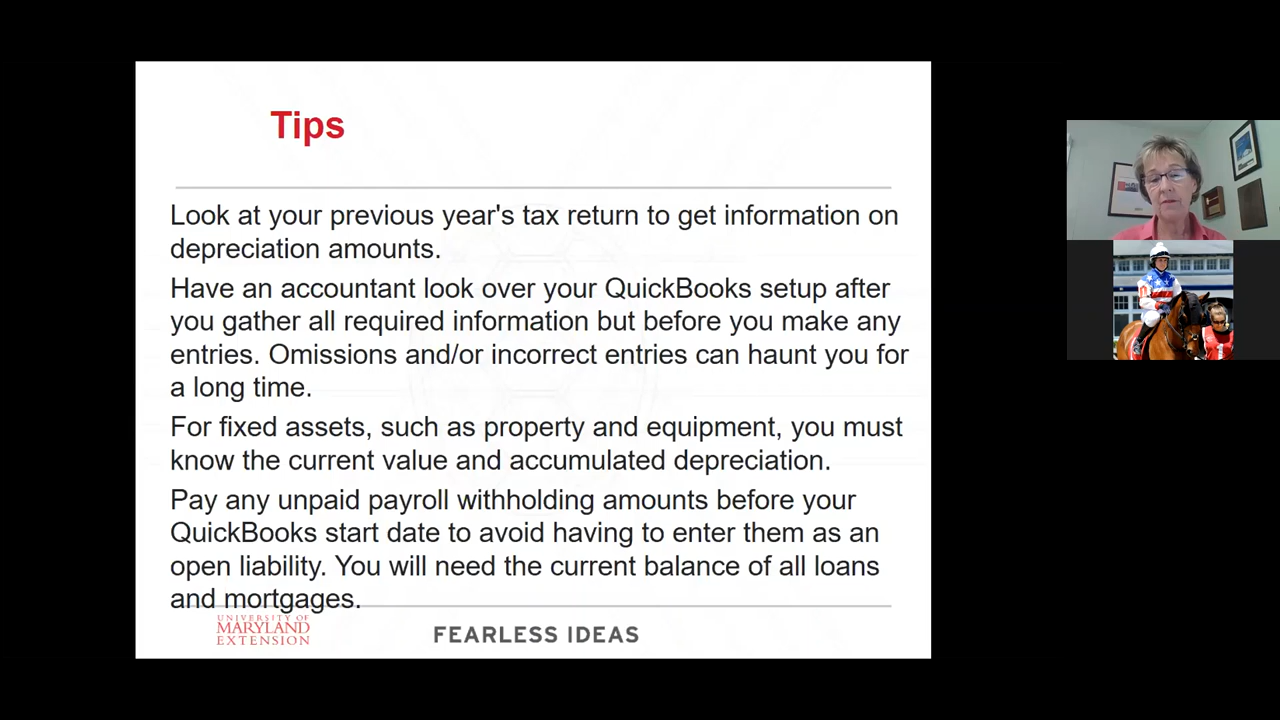 Tips
Look at your previous year's tax return to get information on
depreciation amounts.
Have an accountant look over your QuickBooks setup after
you gather all required information but before you make any
entries. Omissions and/or incorrect entries can haunt you for
a long time.
For fixed assets, such as property and equipment, you must
know the current value and accumulated depreciation.
Pay any unpaid payroll withholding amounts before your
QuickBooks start date to avoid having to enter them as an
open liability. You will need the current balance of all loans
and mortgages.
UNIVERSITY OF
MARYLAND
EXTENSION
FEARLESS IDEAS
1